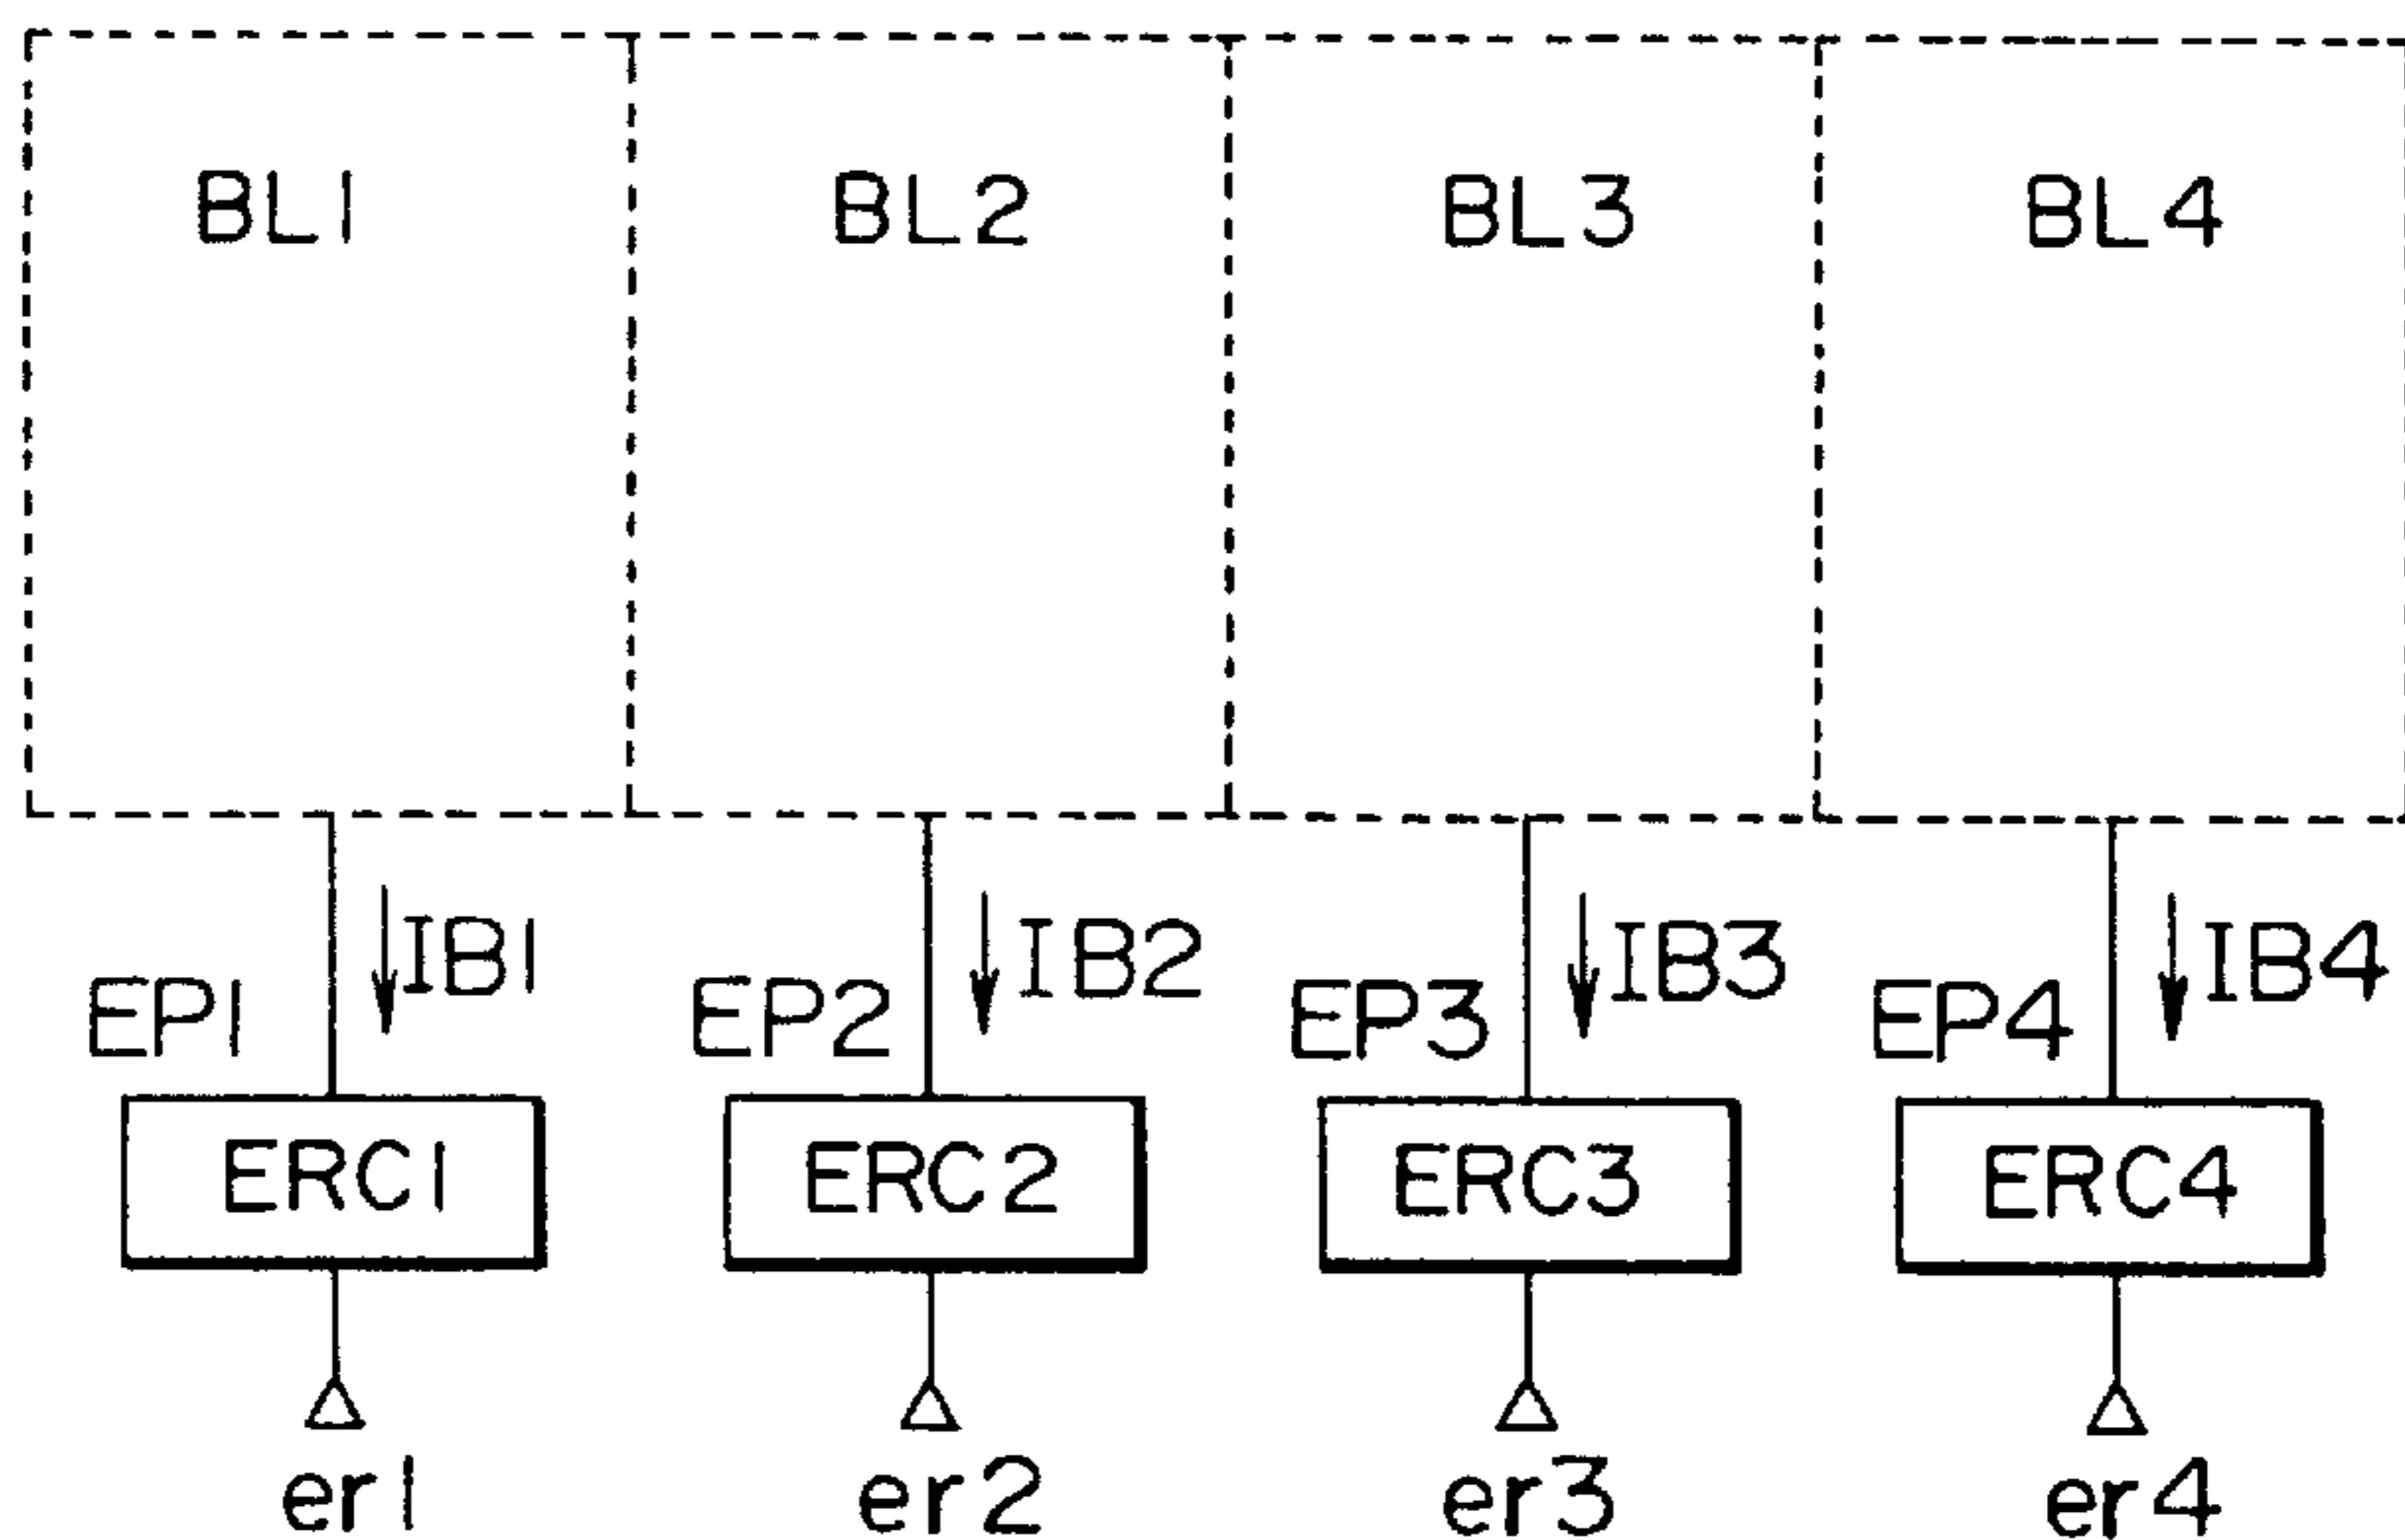 BL1 BL2 BL3 BL4
IB1 IB2 IB3 IB4
EP1 EP2 EP3 EP4
ERC1 ERC2 ERC3 ERC4
er1 er2 er3 er4